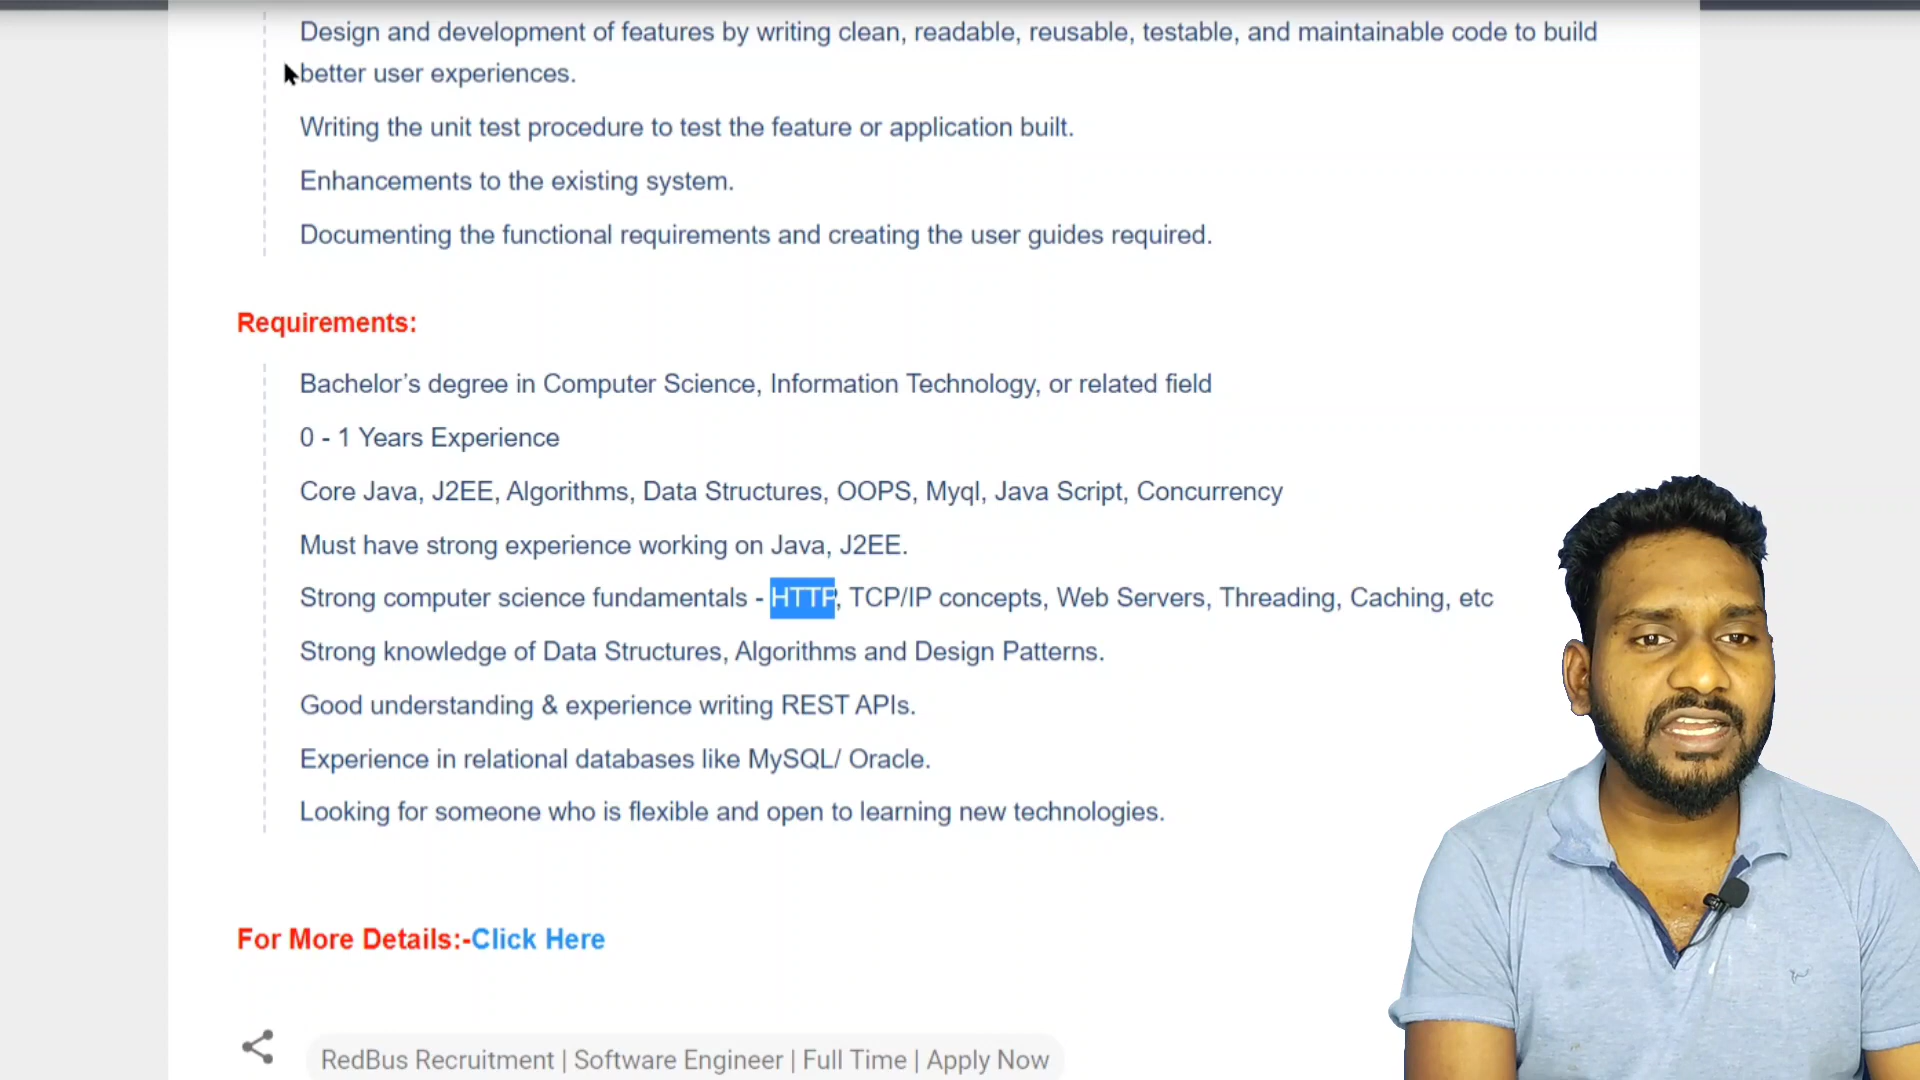 Design and development of features by writing clean, readable, reusable, testable, and maintainable code to build
better user experiences.
Writing the unit test procedure to test the feature or application built.
Enhancements to the existing system.
Documenting the functional requirements and creating the user guides required.
Requirements:
Bachelor’s degree in Computer Science, Information Technology, or related field
0 - 1 Years Experience
Core Java, J2EE, Algorithms, Data Structures, OOPS, Myql, Java Script, Concurrency
Must have strong experience working on Java, J2EE.
Strong computer science fundamentals - HTTP, TCP/IP concepts, Web Servers, Threading, Caching, etc
Strong knowledge of Data Structures, Algorithms and Design Patterns.
Good understanding & experience writing REST APIs.
Experience in relational databases like MySQL/ Oracle.
Looking for someone who is flexible and open to learning new technologies.
For More Details:-Click Here
RedBus Recruitment | Software Engineer | Full Time | Apply Now